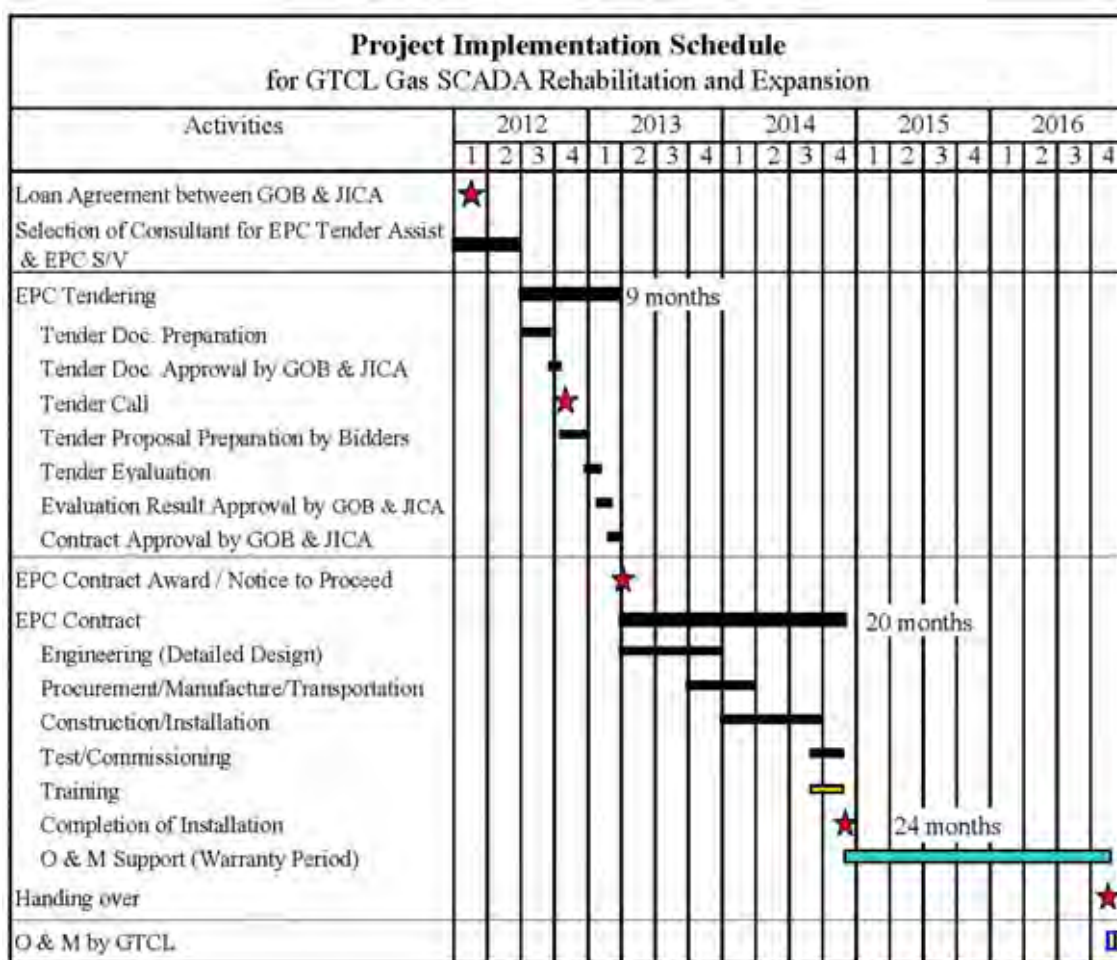 Project Implementation Schedule
for GTCL Gas SCADA Rehabilitation and Expansion
Activities 2012 2013 2014 2015 2016
1 2 3 4 1 2 3 4 1 2 3 4 1 2 3 4 1 2 3 4
Loan Agreement between GOB & JICA
Selection of Consultant for EPC Tender Assist
& EPC S/V
EPC Tendering 9 months
Tender Doc. Preparation
Tender Doc. Approval by GOB & JICA
Tender Call
Tender Proposal Preparation by Bidders
Tender Evaluation
Evaluation Result Approval by GOB & JICA
Contract Approval by GOB & JICA
EPC Contract Award / Notice to Proceed
EPC Contract 20 months
Engineering (Detailed Design)
Procurement/Manufacture/Transportation
Construction/Installation
Test/Commissioning
Training
Completion of Installation 24 months
O & M Support (Warranty Period)
Handing over
O & M by GTCL